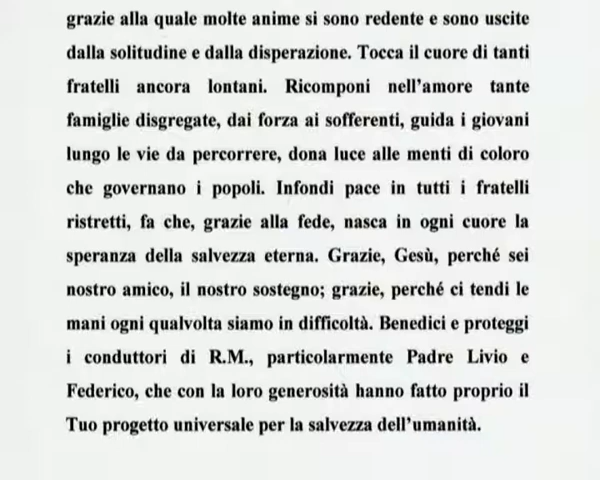 grazie alla quale molte anime si sono redente e sono uscite
dalla solitudine e dalla disperazione. Tocca il cuore di tanti
fratelli ancora lontani. Ricomponi nell'amore tante
famiglie disgregate, dai forza ai sofferenti, guida i giovani
lungo le vie da percorrere, dona luce alle menti di coloro
che governano i popoli. Infondi pace in tutti i fratelli
ristretti, fa che, grazie alla fede, nasca in ogni cuore la
speranza della salvezza eterna. Grazie, Gesù, perché sei
nostro amico, il nostro sostegno; grazie, perché ci tendi le
mani ogni qualvolta siamo in difficoltà. Benedici e proteggi
i conduttori di R.M., particolarmente Padre Livio e
Federico, che con la loro generosità hanno fatto proprio il
Tuo progetto universale per la salvezza dell'umanità.